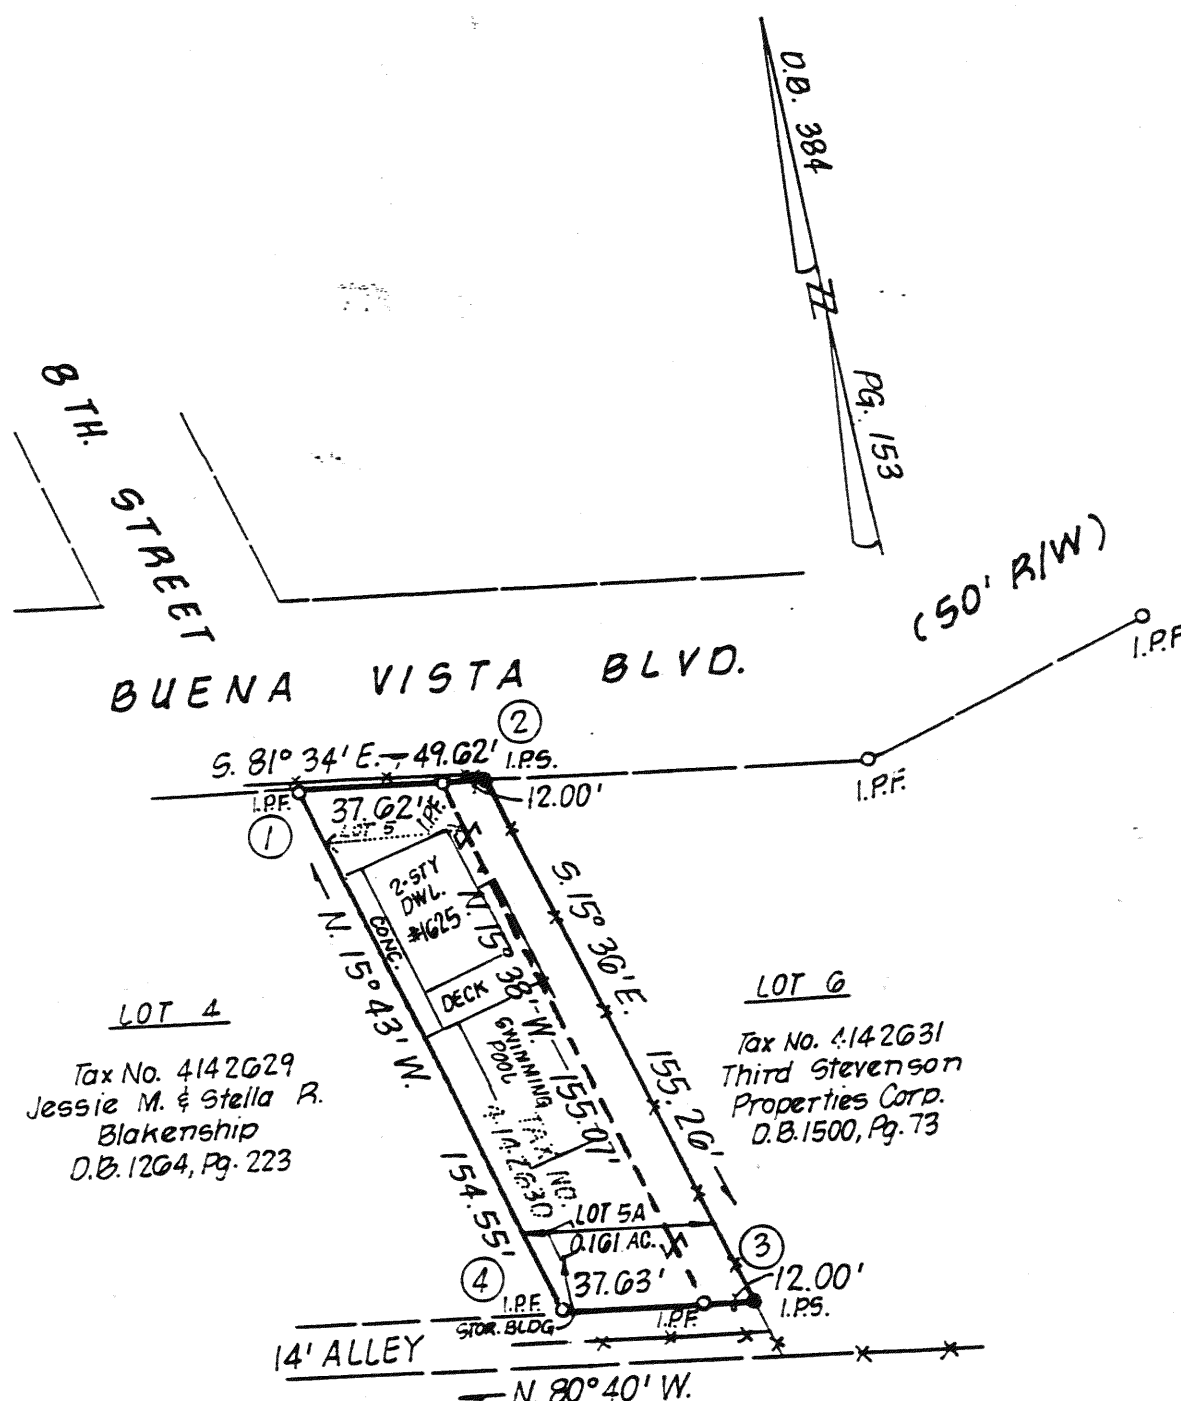 D.B. 384
PG. 153
8TH. STREET
(50' R/W)
I.P.F.
BUENA VISTA BLVD.
2
S. 81° 34' E. - 49.62'
I.P.S.
I.P.F.
I.P.F.
37.62'
I.P.F.
12.00'
1
LOT 5
2-STY
DWL.
#1625
CONC.
DECK
N. 15° 43' W.
154.55'
N. 15° 38' W.
155.07'
S. 15° 36' E.
155.26'
SWIMMING
POOL
TAX NO.
4142630
LOT 4
Tax No. 4142629
Jessie M. & Stella R.
Blakenship
D.B. 1264, Pg. 223
LOT 6
Tax No. 4142631
Third Stevenson
Properties Corp.
D.B. 1500, Pg. 73
LOT 5A
0.161 AC.
3
4
37.63'
12.00'
I.P.F.
I.P.F.
I.P.S.
STOR. BLDG
14' ALLEY
N. 80° 40' W.